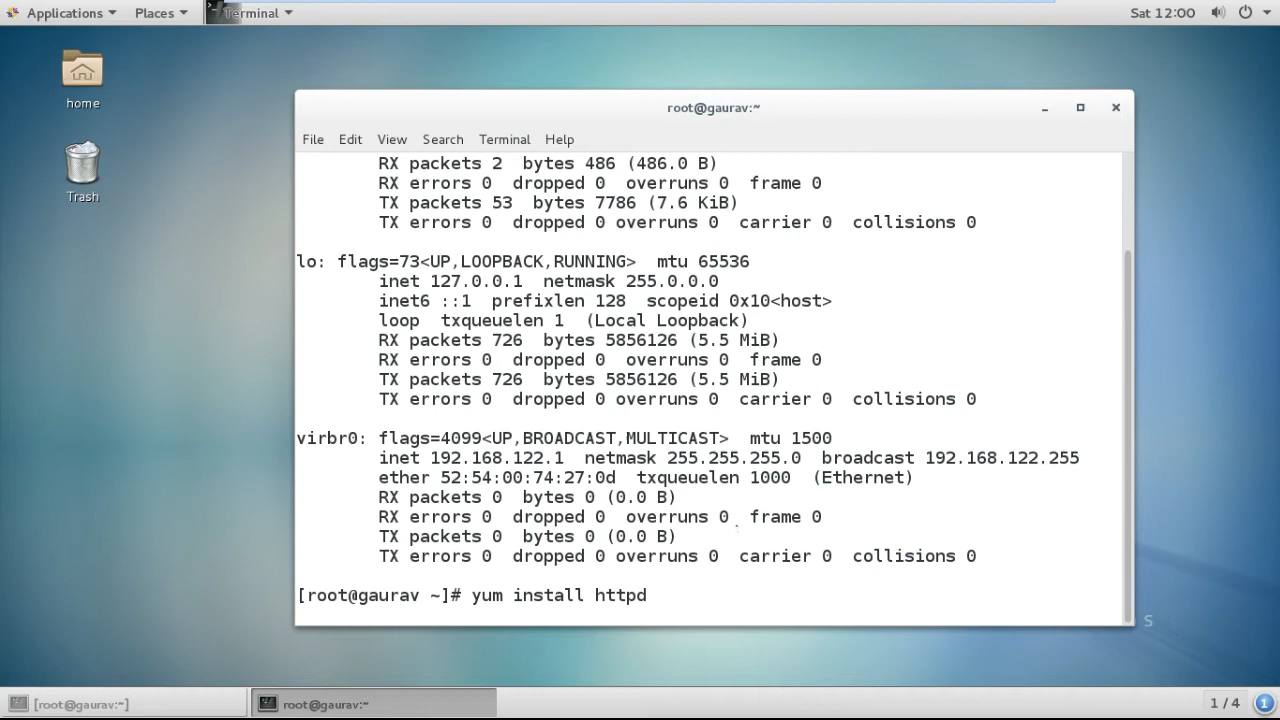 Applications Places Terminal Sat 12:00
home
Trash
root@gaurav:~
File Edit View Search Terminal Help
RX packets 2 bytes 486 (486.0 B)
RX errors 0 dropped 0 overruns 0 frame 0
TX packets 53 bytes 7786 (7.6 KiB)
TX errors 0 dropped 0 overruns 0 carrier 0 collisions 0
lo: flags=73<UP,LOOPBACK,RUNNING> mtu 65536
inet 127.0.0.1 netmask 255.0.0.0
inet6 ::1 prefixlen 128 scopeid 0x10<host>
loop txqueuelen 1 (Local Loopback)
RX packets 726 bytes 5856126 (5.5 MiB)
RX errors 0 dropped 0 overruns 0 frame 0
TX packets 726 bytes 5856126 (5.5 MiB)
TX errors 0 dropped 0 overruns 0 carrier 0 collisions 0
virbr0: flags=4099<UP,BROADCAST,MULTICAST> mtu 1500
inet 192.168.122.1 netmask 255.255.255.0 broadcast 192.168.122.255
ether 52:54:00:74:27:0d txqueuelen 1000 (Ethernet)
RX packets 0 bytes 0 (0.0 B)
RX errors 0 dropped 0 overruns 0 frame 0
TX packets 0 bytes 0 (0.0 B)
TX errors 0 dropped 0 overruns 0 carrier 0 collisions 0
[root@gaurav ~]# yum install httpd
S
[root@gaurav:~] root@gaurav:~ 1 / 4 1